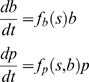 db/dt = f_b(s)b
dp/dt = f_p(s,b)p